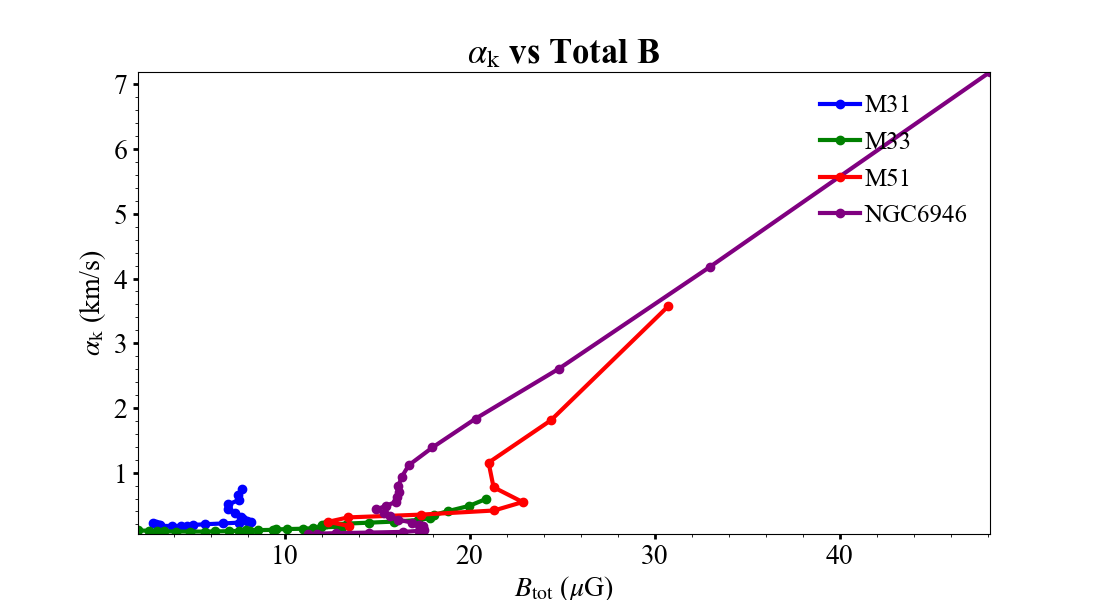 αk vs Total B
M31
M33
M51
NGC6946
αk (km/s)
7
6
5
4
3
2
1
10 20 30 40
Btot (μG)